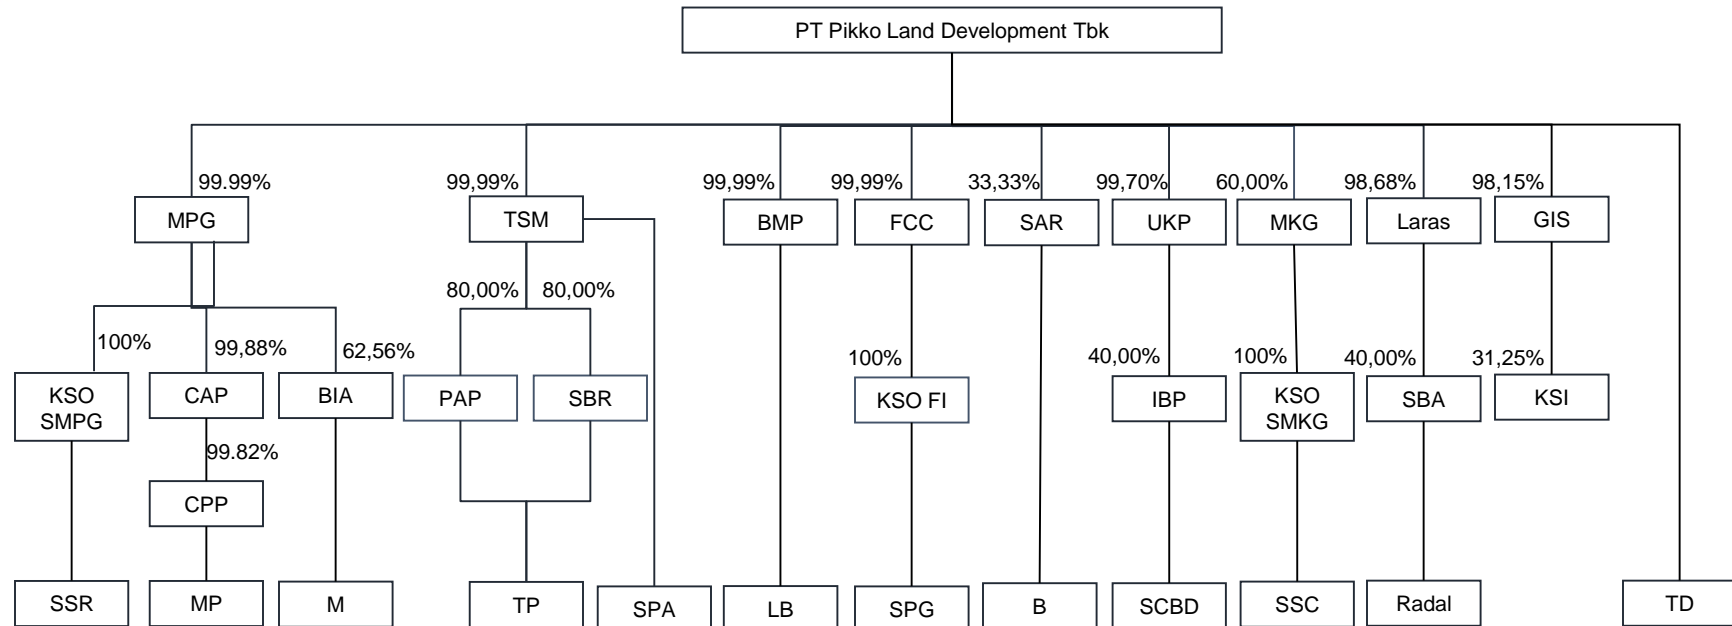 PT Pikko Land Development Tbk
99.99%
99,99%
99,99%
99,99%
33,33%
99,70%
60,00%
98,68%
98,15%
MPG
TSM
BMP
FCC
SAR
UKP
MKG
Laras
GIS
80,00%
80,00%
100%
99,88%
62,56%
100%
40,00%
100%
40,00%
31,25%
KSO
SMPG
CAP
BIA
PAP
SBR
KSO FI
IBP
KSO
SMKG
SBA
KSI
99.82%
CPP
SSR
MP
M
TP
SPA
LB
SPG
B
SCBD
SSC
Radal
TD